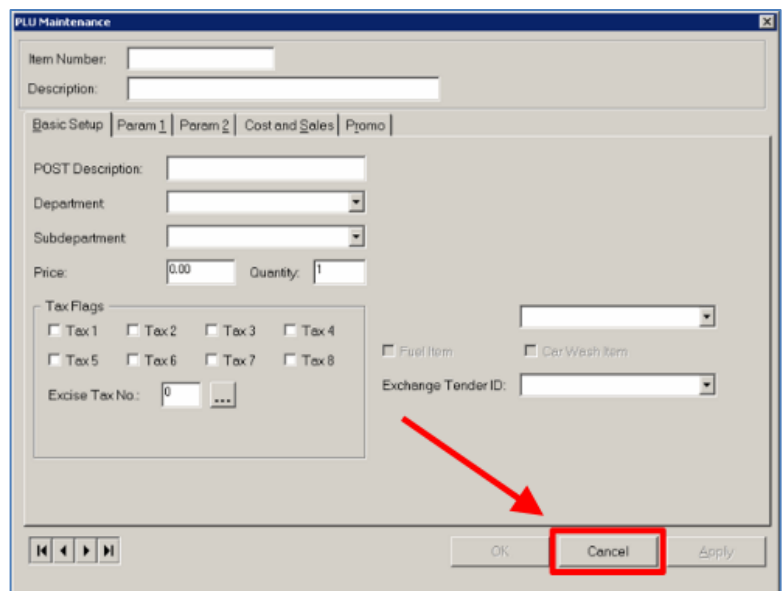 PLU Maintenance
Item Number:
Description:
Basic Setup Param 1 Param 2 Cost and Sales Promo
POST Description:
Department
Subdepartment
Price: 0.00 Quantity: 1
Tax Flags
Tax 1 Tax 2 Tax 3 Tax 4
Tax 5 Tax 6 Tax 7 Tax 8
Fuel Item Car Wash Item
Excise Tax No.: 0 ... Exchange Tender ID:
OK Cancel Apply